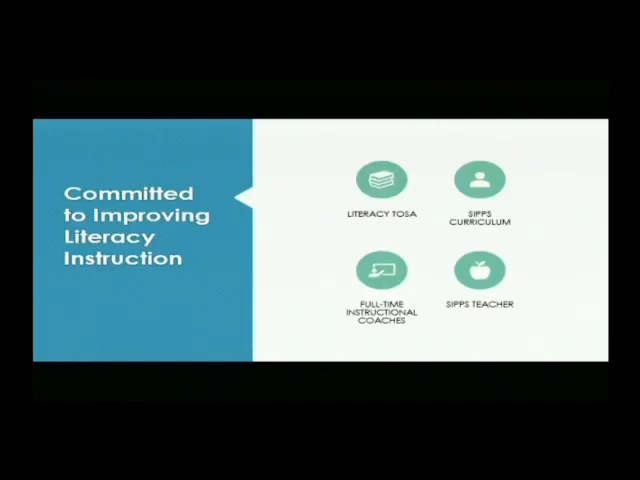 Committed
to Improving
Literacy
Instruction
LITERACY TOSA
SIPPS
CURRICULUM
FULL-TIME
INSTRUCTIONAL
COACHES
SIPPS TEACHER